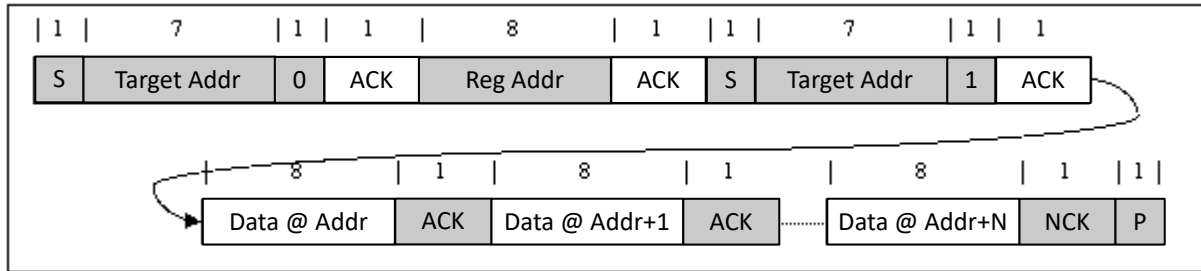 | 1 | 7 | 1 | 1 | 8 | 1 | 1 | 7 | 1 | 1
S Target Addr 0 ACK Reg Addr ACK S Target Addr 1 ACK
| 8 | 1 | 8 | 1 | 8 | 1 | 1 |
Data @ Addr ACK Data @ Addr+1 ACK Data @ Addr+N NCK P